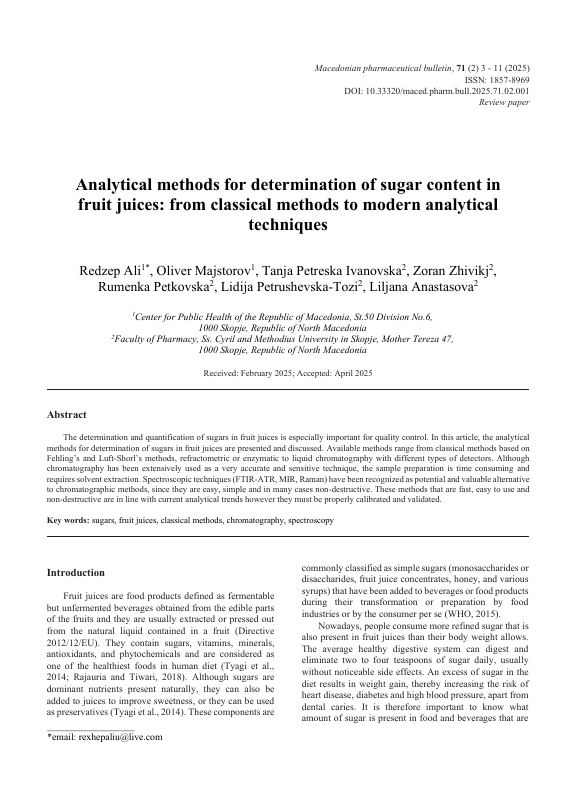 Macedonian pharmaceutical bulletin, 71 (2) 3 - 11 (2025)
ISSN: 1857-8969
DOI: 10.33320/maced.pharm.bull.2025.71.02.001
Review paper
Analytical methods for determination of sugar content in
fruit juices: from classical methods to modern analytical
techniques
Redzep Ali1*, Oliver Majstorov1, Tanja Petreska Ivanovska2, Zoran Zhivikj2,
Rumenka Petkovska2, Lidija Petrushevska-Tozi2, Liljana Anastasova2
1Center for Public Health of the Republic of Macedonia, St.50 Division No.6,
1000 Skopje, Republic of North Macedonia
2Faculty of Pharmacy, Ss. Cyril and Methodius University in Skopje, Mother Tereza 47,
1000 Skopje, Republic of North Macedonia
Received: February 2025; Accepted: April 2025
Abstract
The determination and quantification of sugars in fruit juices is especially important for quality control. In this article, the analytical
methods for determination of sugars in fruit juices are presented and discussed. Available methods range from classical methods based on
Fehling's and Luft-Shorl's methods, refractometric or enzymatic to liquid chromatography with different types of detectors. Although
chromatography has been extensively used as a very accurate and sensitive technique, the sample preparation is time consuming and
requires solvent extraction. Spectroscopic techniques (FTIR-ATR, MIR, Raman) have been recognized as potential and valuable alternative
to chromatographic methods, since they are easy, simple and in many cases non-destructive. These methods that are fast, easy to use and
non-destructive are in line with current analytical trends however they must be properly calibrated and validated.
Key words: sugars, fruit juices, classical methods, chromatography, spectroscopy
Introduction
Fruit juices are food products defined as fermentable
but unfermented beverages obtained from the edible parts
of the fruits and they are usually extracted or pressed out
from the natural liquid contained in a fruit (Directive
2012/12/EU). They contain sugars, vitamins, minerals,
antioxidants, and phytochemicals and are considered as
one of the healthiest foods in human diet (Tyagi et al.,
2014; Rajauria and Tiwari, 2018). Although sugars are
dominant nutrients present naturally, they can also be
added to juices to improve sweetness, or they can be used
as preservatives (Tyagi et al., 2014). These components are
*email: rexhepaliu@live.com
commonly classified as simple sugars (monosaccharides or
disaccharides, fruit juice concentrates, honey, and various
syrups) that have been added to beverages or food products
during their transformation or preparation by food
industries or by the consumer per se (WHO, 2015).
Nowadays, people consume more refined sugar that is
also present in fruit juices than their body weight allows.
The average healthy digestive system can digest and
eliminate two to four teaspoons of sugar daily, usually
without noticeable side effects. An excess of sugar in the
diet results in weight gain, thereby increasing the risk of
heart disease, diabetes and high blood pressure, apart from
dental caries. It is therefore important to know what
amount of sugar is present in food and beverages that are